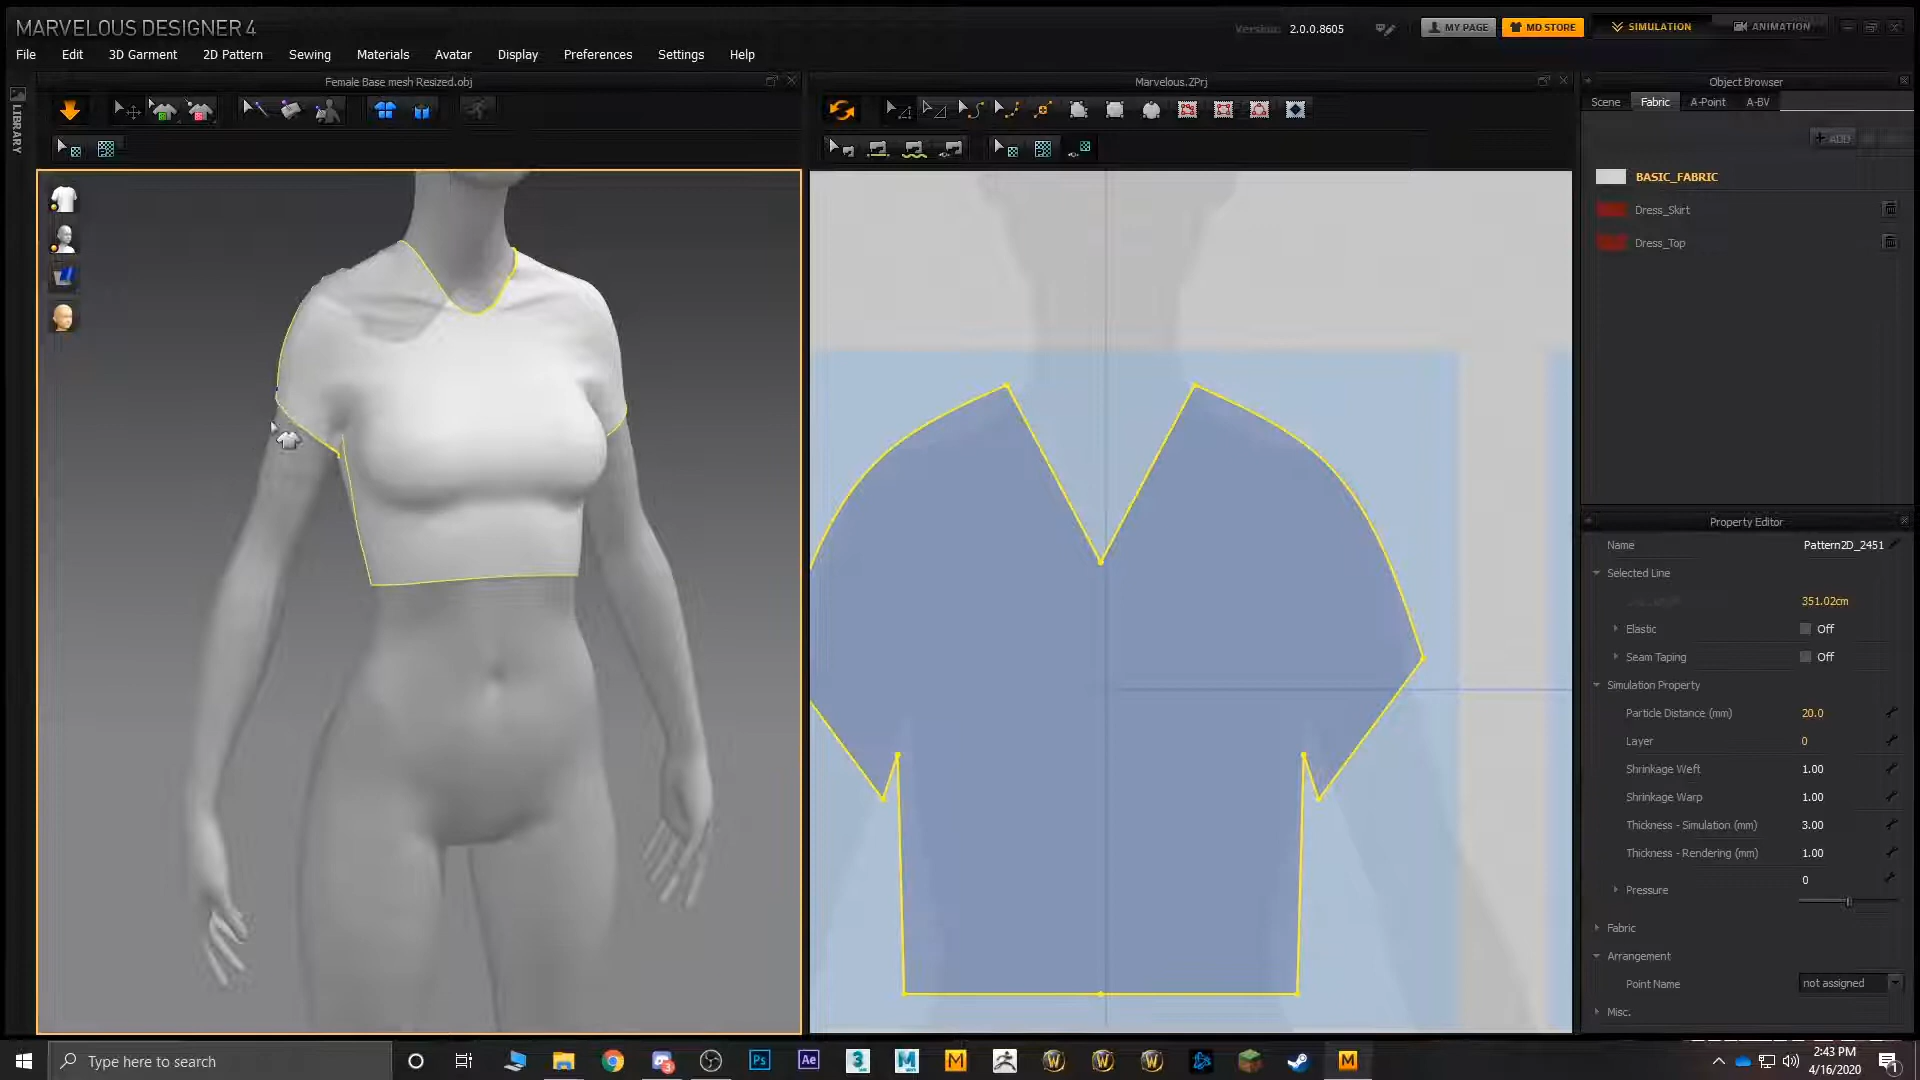 MARVELOUS DESIGNER 4
Version: 2.0.0.8605
MY PAGE
MD STORE
SIMULATION
ANIMATION
File Edit 3D Garment 2D Pattern Sewing Materials Avatar Display Preferences Settings Help
LIBRARY
Female Base mesh Resized.obj
Marvelous.ZPrj
Object Browser
Scene Fabric A-Point A-BV
+ ADD
BASIC_FABRIC
Dress_Skirt
Dress_Top
Property Editor
Name Pattern2D_2451
Selected Line
351.02cm
Elastic Off
Seam Taping Off
Simulation Property
Particle Distance (mm) 20.0
Layer 0
Shrinkage Weft 1.00
Shrinkage Warp 1.00
Thickness - Simulation (mm) 3.00
Thickness - Rendering (mm) 1.00
Pressure 0
Fabric
Arrangement
Point Name not assigned
Misc.
Type here to search
3
Ps
Ae
3
M
M
W
W
W
M
2:43 PM
4/16/2020
1